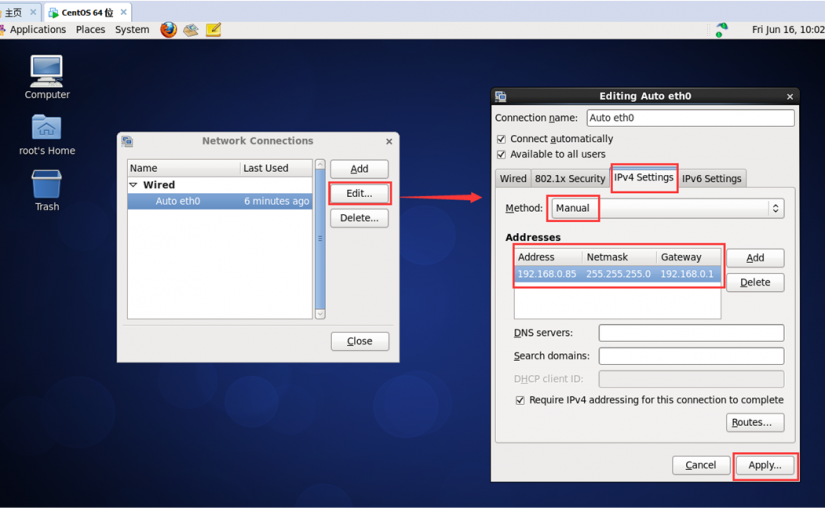 主页 × CentOS 64 位 ×
Applications Places System Fri Jun 16, 10:02
Computer
root's Home
Trash
Network Connections ×
Name Last Used
Wired
Auto eth0 6 minutes ago
Add
Edit...
Delete...
Close
Editing Auto eth0 ×
Connection name: Auto eth0
Connect automatically
Available to all users
Wired 802.1x Security IPv4 Settings IPv6 Settings
Method: Manual
Addresses
Address Netmask Gateway
192.168.0.85 255.255.255.0 192.168.0.1
Add
Delete
DNS servers:
Search domains:
DHCP client ID:
Require IPv4 addressing for this connection to complete
Routes...
Cancel Apply...